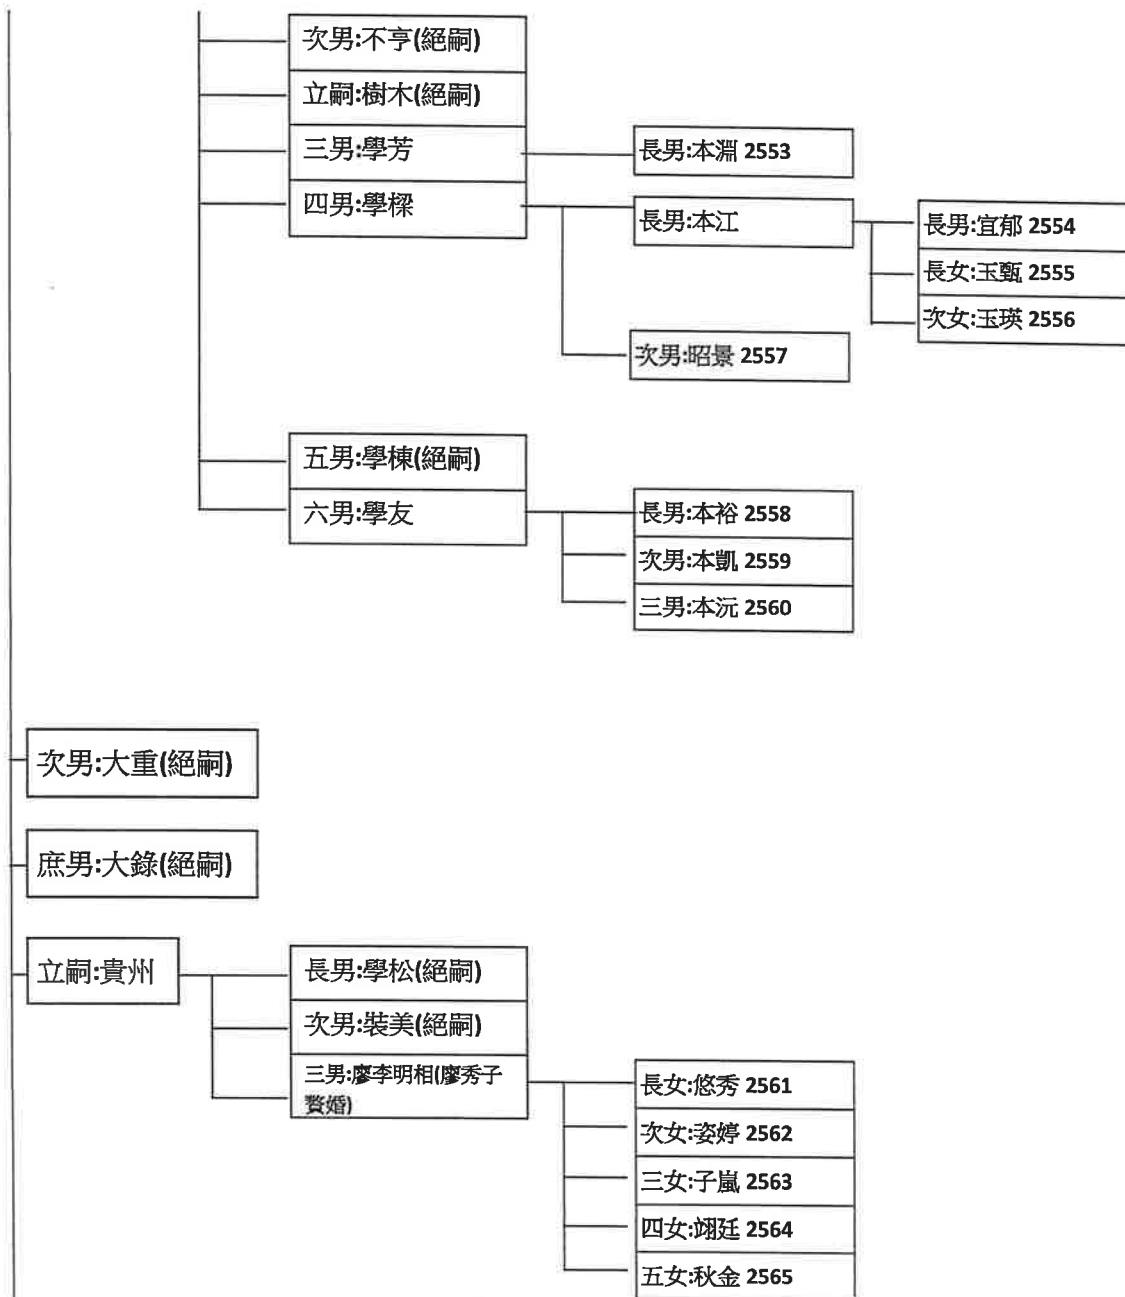 次男:不亨(絕嗣)
立嗣:樹木(絕嗣)
三男:學芳
長男:本淵 2553
四男:學樑
長男:本江
長男:宜郁 2554
長女:玉甄 2555
次女:玉瑛 2556
次男:昭景 2557
五男:學棟(絕嗣)
六男:學友
長男:本裕 2558
次男:本凱 2559
三男:本沅 2560
次男:大重(絕嗣)
庶男:大錄(絕嗣)
立嗣:貴州
長男:學松(絕嗣)
次男:裝美(絕嗣)
三男:廖李明相(廖秀子
贅婚)
長女:悠秀 2561
次女:姿婷 2562
三女:子嵐 2563
四女:翊廷 2564
五女:秋金 2565